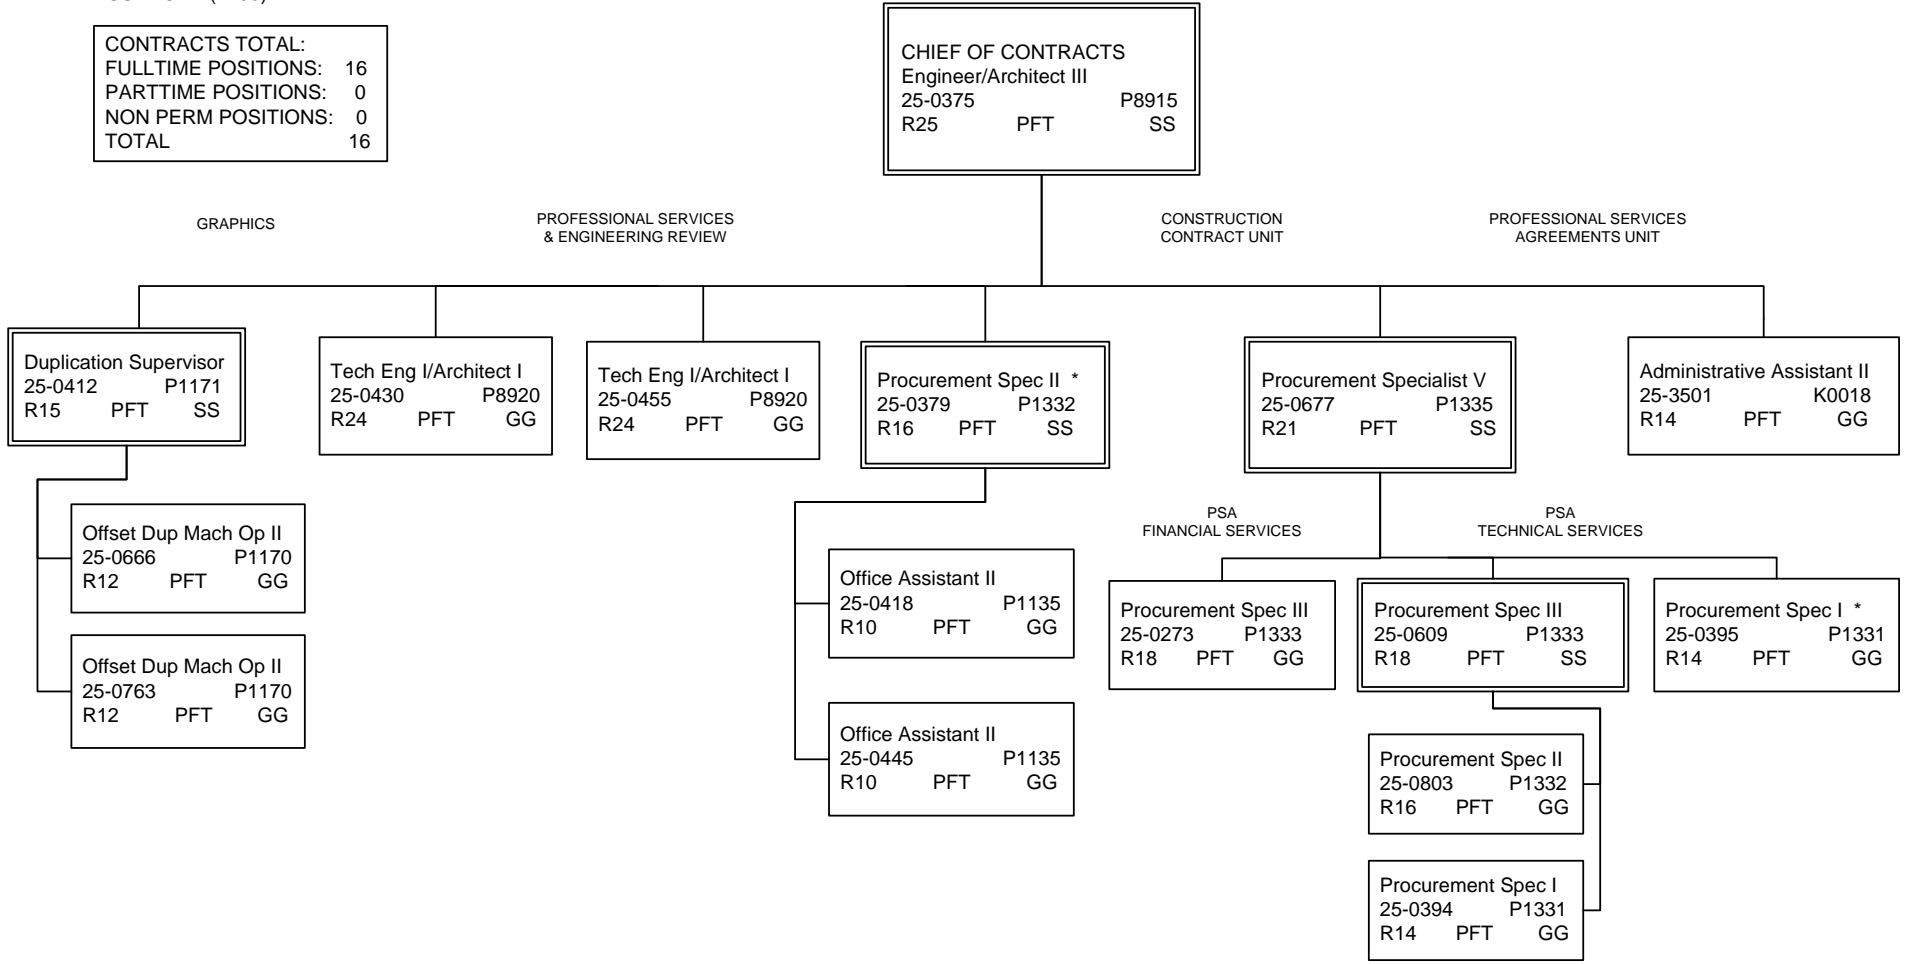 CONTRACTS TOTAL:
FULLTIME POSITIONS: 16
PARTTIME POSITIONS: 0
NON PERM POSITIONS: 0
TOTAL 16
CHIEF OF CONTRACTS
Engineer/Architect III
25-0375 P8915
R25 PFT SS
GRAPHICS
PROFESSIONAL SERVICES
& ENGINEERING REVIEW
CONSTRUCTION
CONTRACT UNIT
PROFESSIONAL SERVICES
AGREEMENTS UNIT
Duplication Supervisor
25-0412 P1171
R15 PFT SS
Tech Eng I/Architect I
25-0430 P8920
R24 PFT GG
Tech Eng I/Architect I
25-0455 P8920
R24 PFT GG
Procurement Spec II *
25-0379 P1332
R16 PFT SS
Procurement Specialist V
25-0677 P1335
R21 PFT SS
Administrative Assistant II
25-3501 K0018
R14 PFT GG
Offset Dup Mach Op II
25-0666 P1170
R12 PFT GG
Offset Dup Mach Op II
25-0763 P1170
R12 PFT GG
Office Assistant II
25-0418 P1135
R10 PFT GG
Office Assistant II
25-0445 P1135
R10 PFT GG
PSA
FINANCIAL SERVICES
PSA
TECHNICAL SERVICES
Procurement Spec III
25-0273 P1333
R18 PFT GG
Procurement Spec III
25-0609 P1333
R18 PFT SS
Procurement Spec I *
25-0395 P1331
R14 PFT GG
Procurement Spec II
25-0803 P1332
R16 PFT GG
Procurement Spec I
25-0394 P1331
R14 PFT GG